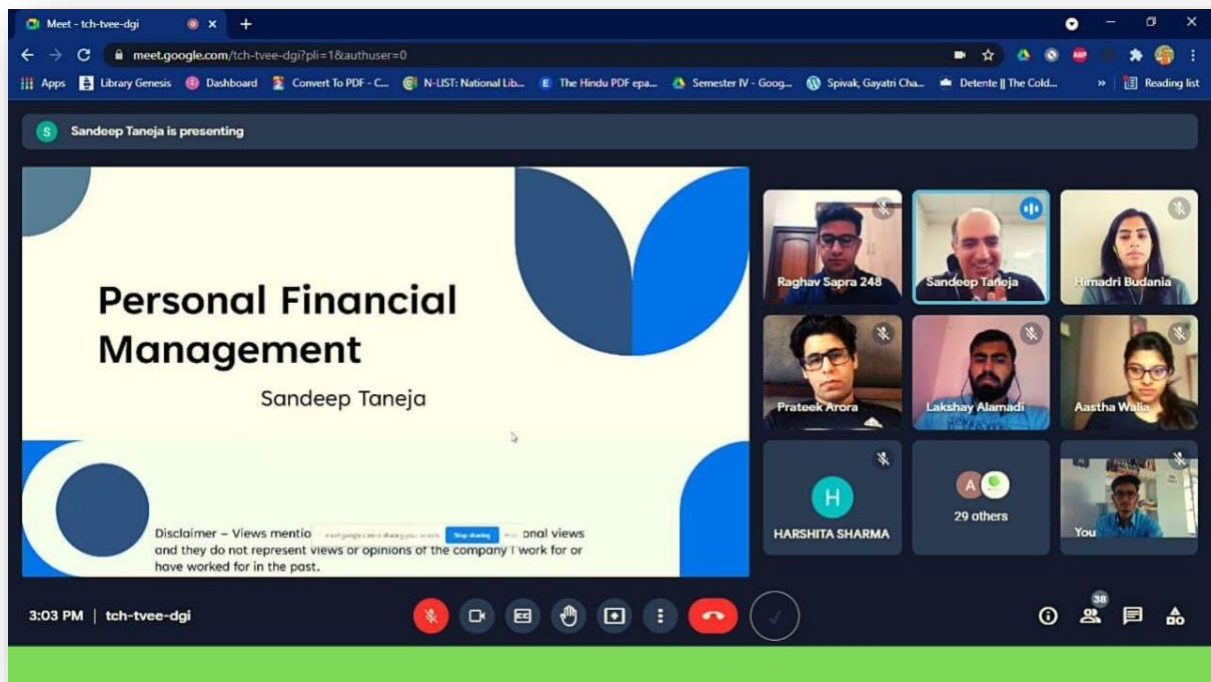 Meet - tch-tvee-dgi
meet.google.com/tch-tvee-dgi?pli=1&authuser=0
Apps Library Genesis Dashboard Convert To PDF - C... N-LIST: National Lib... The Hindu PDF epa... Semester IV - Goog... Spivak, Gayatri Cha... Detente || The Cold... » Reading list
S Sandeep Taneja is presenting
Personal Financial
Management
Sandeep Taneja
Disclaimer – Views mentio onal views
and they do not represent views or opinions of the company I work for or
have worked for in the past.
Stop sharing
Raghav Sapra 248
Sandeep Taneja
Himadri Budania
Prateek Arora
Lakshay Alamadi
Aastha Walia
H
HARSHITA SHARMA
A
29 others
You
3:03 PM | tch-tvee-dgi
CC
38